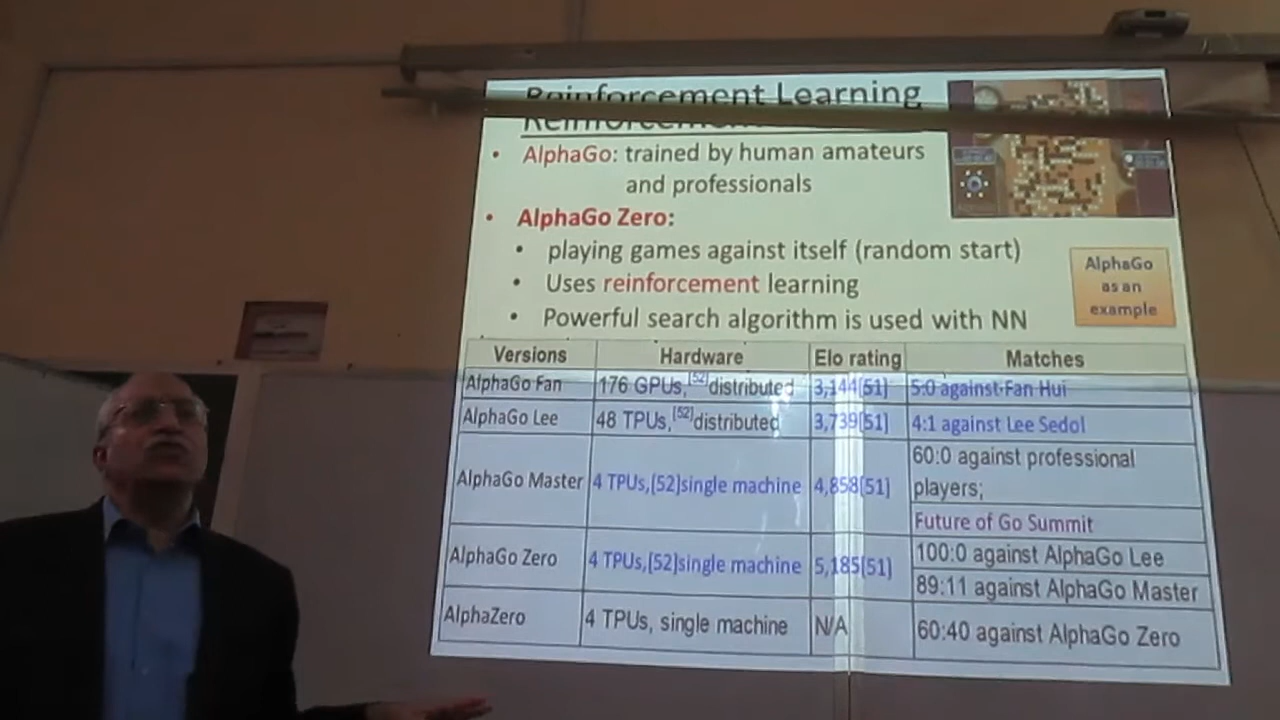 Reinforcement Learning
• AlphaGo: trained by human amateurs
and professionals
• AlphaGo Zero:
• playing games against itself (random start)
• Uses reinforcement learning
• Powerful search algorithm is used with NN
AlphaGo
as an
example
Versions Hardware Elo rating Matches
AlphaGo Fan 176 GPUs,[52]distributed 3,144[51] 5:0 against Fan Hui
AlphaGo Lee 48 TPUs,[52]distributed 3,739[51] 4:1 against Lee Sedol
AlphaGo Master 4 TPUs,[52]single machine 4,858[51] 60:0 against professional
players;
Future of Go Summit
AlphaGo Zero 4 TPUs,[52]single machine 5,185[51] 100:0 against AlphaGo Lee
89:11 against AlphaGo Master
AlphaZero 4 TPUs, single machine N/A 60:40 against AlphaGo Zero